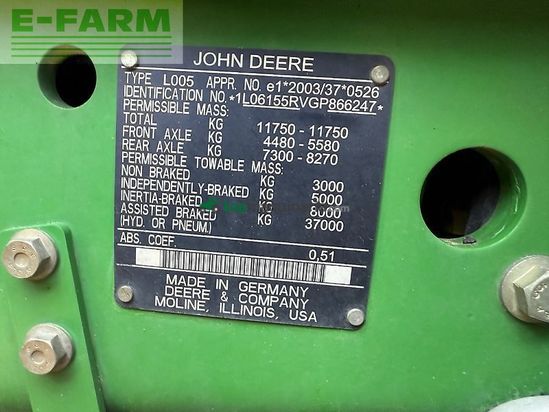 E-FARM
JOHN DEERE
TYPE L005 APPR. NO. e1*2003/37*0526
IDENTIFICATION NO. *1L06155RVGP866247*
PERMISSIBLE MASS:
TOTAL KG 11750 - 11750
FRONT AXLE KG 4480 - 5580
REAR AXLE KG 7300 - 8270
PERMISSIBLE TOWABLE MASS:
NON BRAKED KG 3000
INDEPENDENTLY-BRAKED KG 5000
INERTIA-BRAKED KG 8000
ASSISTED BRAKED KG 37000
(HYD. OR PNEUM.)
ABS. COEF. 0,51
MADE IN GERMANY
DEERE & COMPANY
MOLINE, ILLINOIS, USA